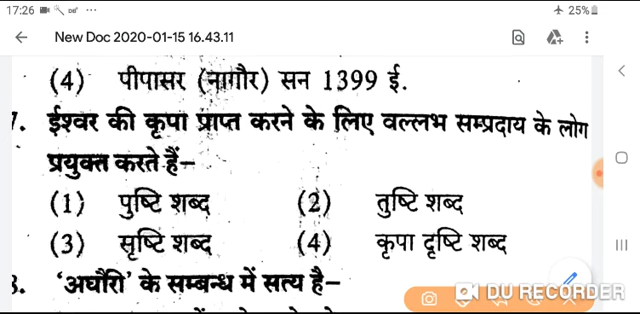 17:26
25%
New Doc 2020-01-15 16.43.11
(4) पीपासर (नागौर) सन 1399 ई.
7. ईश्वर की कृपा प्राप्त करने के लिए वल्लभ सम्प्रदाय के लोग
प्रयुक्त करते हैं–
(1) पुष्टि शब्द (2) तुष्टि शब्द
(3) सृष्टि शब्द (4) कृपा दृष्टि शब्द
8. 'अघौरी' के सम्बन्ध में सत्य है–
DU RECORDER